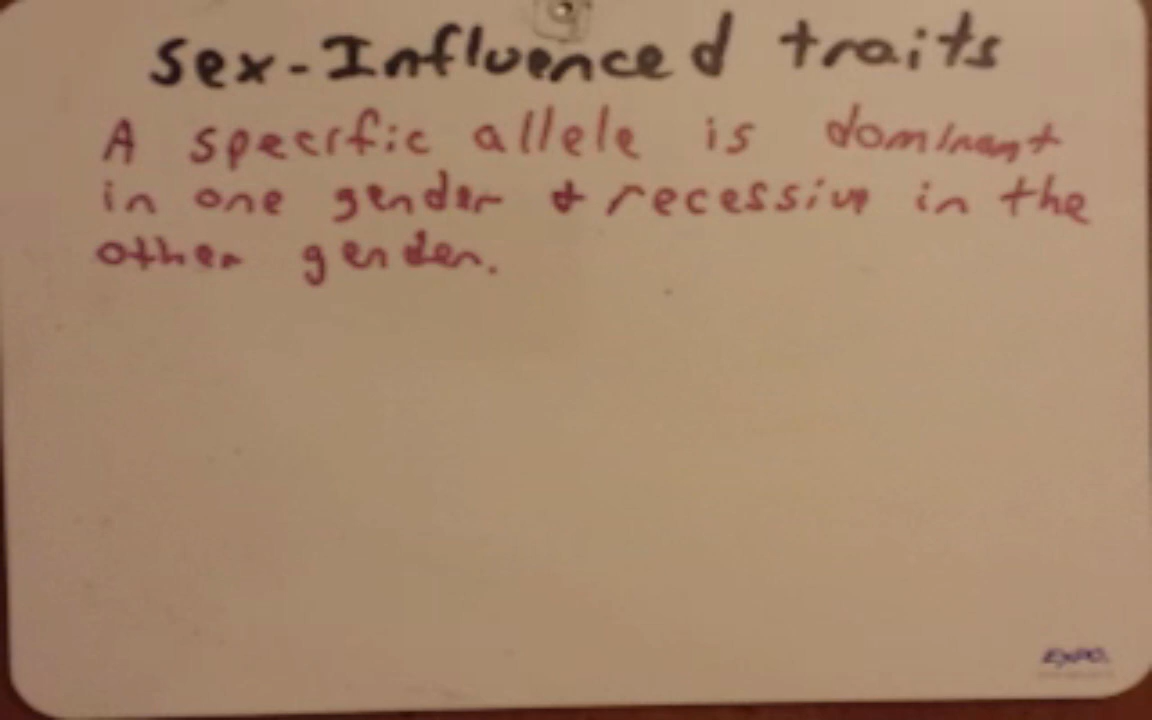 Sex-Influenced traits
A specific allele is dominant
in one gender & recessive in the
other gender.
EXPO